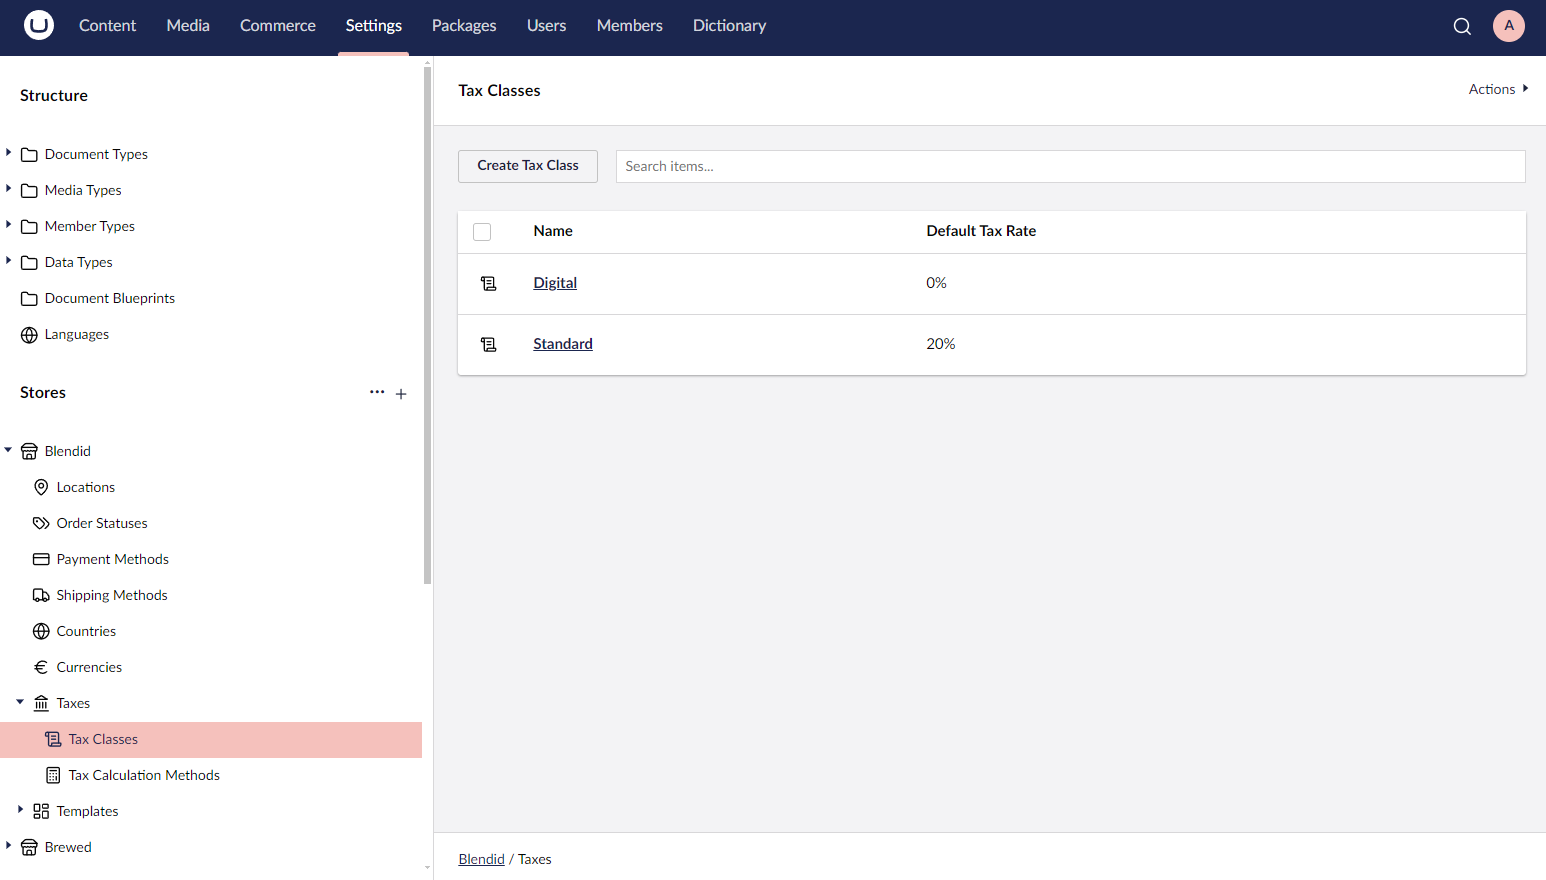 Content Media Commerce Settings Packages Users Members Dictionary A
Structure
Document Types
Media Types
Member Types
Data Types
Document Blueprints
Languages
Stores
Blendid
Locations
Order Statuses
Payment Methods
Shipping Methods
Countries
Currencies
Taxes
Tax Classes
Tax Calculation Methods
Templates
Brewed
Tax Classes Actions
Create Tax Class Search items...
Name Default Tax Rate
Digital 0%
Standard 20%
Blendid / Taxes